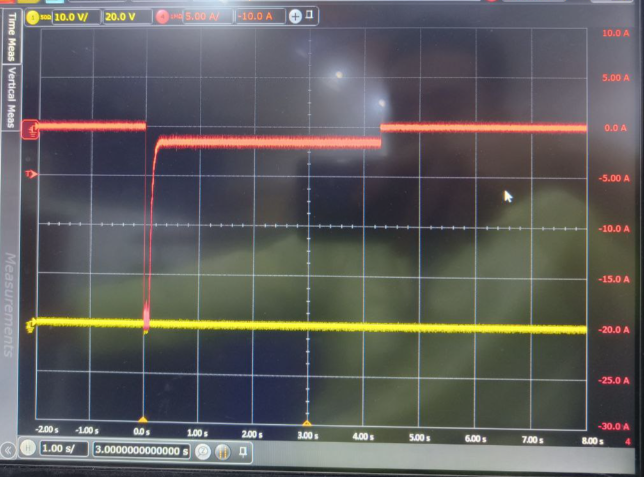 10.0 V/ 20.0 V 5.00 A/ -10.0 A
Time Meas
Vertical Meas
Measurements
10.0 A
5.00 A
0.0 A
-5.00 A
-10.0 A
-15.0 A
-20.0 A
-25.0 A
-30.0 A
-2.00 s -1.00 s 0.0 s 1.00 s 2.00 s 3.00 s 4.00 s 5.00 s 6.00 s 7.00 s 8.00 s 4
H 1.00 s/ 3.0000000000000 s